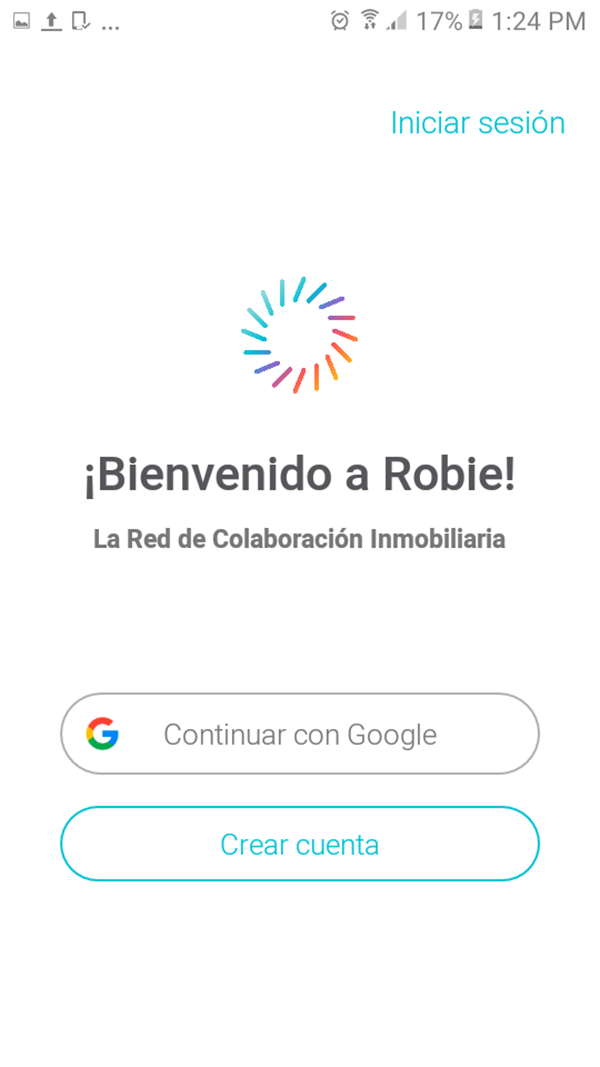 ... 17% 1:24 PM
Iniciar sesión
¡Bienvenido a Robie!
La Red de Colaboración Inmobiliaria
Continuar con Google
Crear cuenta